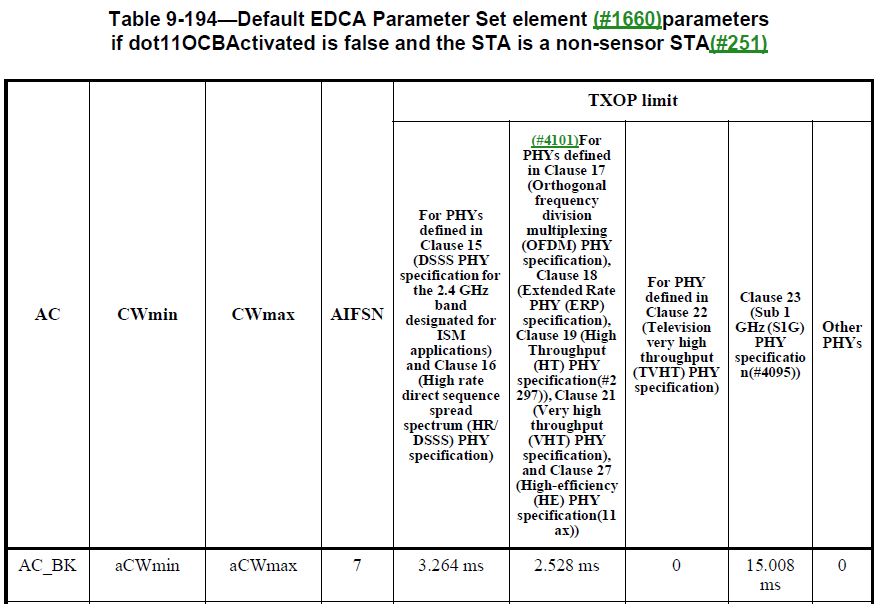 Table 9-194—Default EDCA Parameter Set element (#1660)parameters
if dot11OCBActivated is false and the STA is a non-sensor STA(#251)
AC
CWmin
CWmax
AIFSN
TXOP limit
For PHYs
defined in
Clause 15
(DSSS PHY
specification for
the 2.4 GHz
band
designated for
ISM
applications)
and Clause 16
(High rate
direct sequence
spread
spectrum (HR/
DSSS) PHY
specification)
(#4101)For
PHYs defined
in Clause 17
(Orthogonal
frequency
division
multiplexing
(OFDM) PHY
specification),
Clause 18
(Extended Rate
PHY (ERP)
specification),
Clause 19 (High
Throughput
(HT) PHY
specification(#2
297)), Clause 21
(Very high
throughput
(VHT) PHY
specification),
and Clause 27
(High-efficiency
(HE) PHY
specification(11
ax))
For PHY
defined in
Clause 22
(Television
very high
throughput
(TVHT) PHY
specification)
Clause 23
(Sub 1
GHz (S1G)
PHY
specificatio
n(#4095))
Other
PHYs
AC_BK
aCWmin
aCWmax
7
3.264 ms
2.528 ms
0
15.008
ms
0